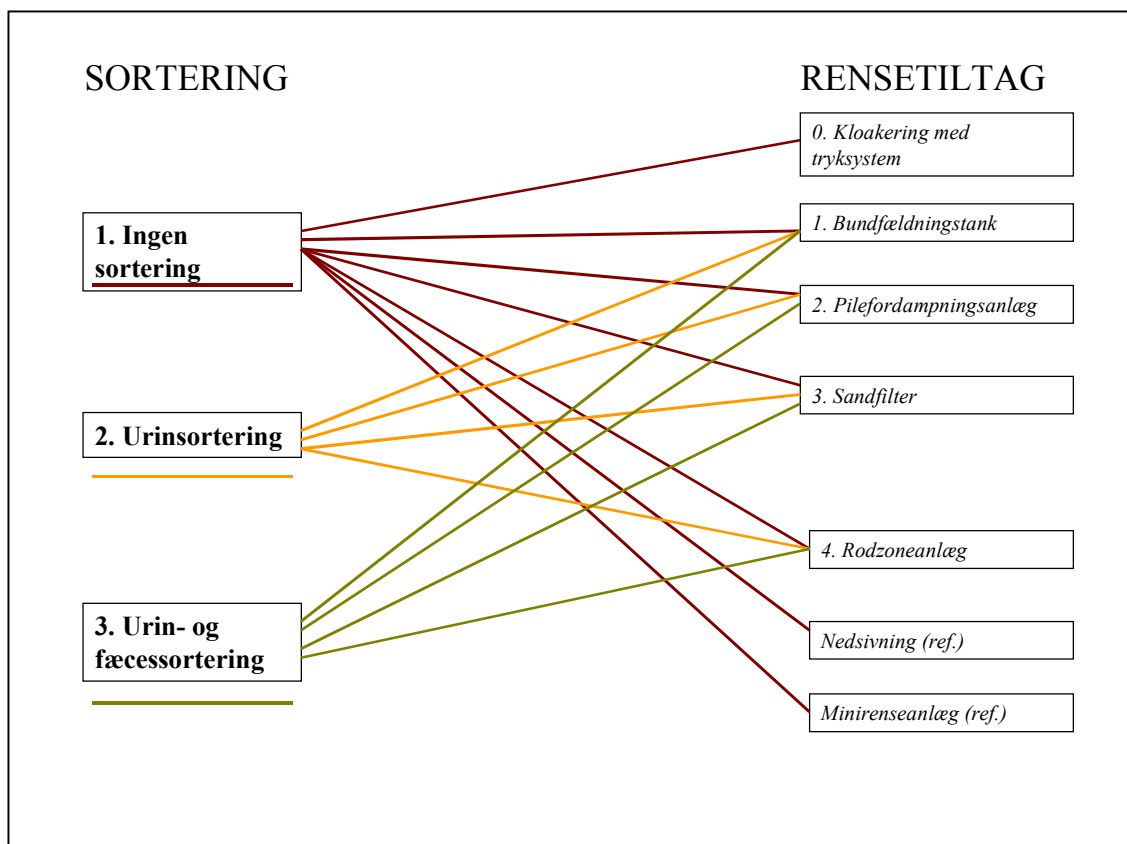 SORTERING
1. Ingen
sortering
2. Urinsortering
3. Urin- og
fæcessortering
RENSETILTAG
0. Kloakering med
tryksystem
1. Bundfældningstank
2. Pilefordampningsanlæg
3. Sandfilter
4. Rodzoneanlæg
Nedsivning (ref.)
Minirenseanlæg (ref.)